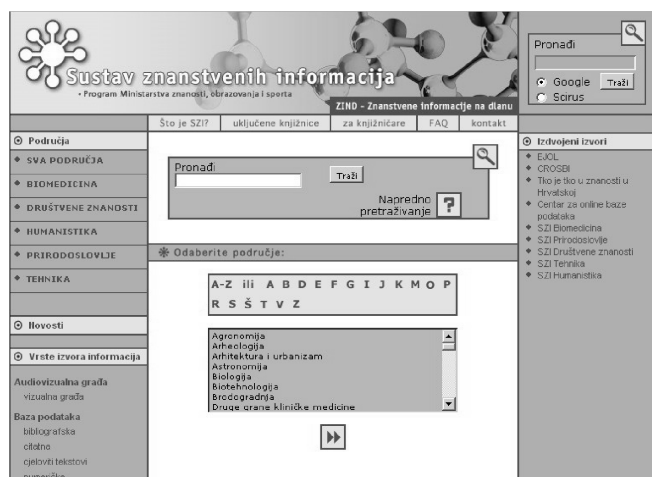 Sustav znanstvenih informacija
• Program Ministarstva znanosti, obrazovanja i sporta
ZIND - Znanstvene informacije na dlanu
Pronađi
Google
Traži
Scirus
Što je SZI?
uključene knjižnice
za knjižničare
FAQ
kontakt
Područja
SVA PODRUČJA
BIOMEDICINA
DRUŠTVENE ZNANOSTI
HUMANISTIKA
PRIRODOSLOVLJE
TEHNIKA
Novosti
Vrste izvora informacija
Audiovizualna građa
vizualna građa
Baza podataka
bibliografska
citatna
cjeloviti tekstovi
numerička
Pronađi
Traži
Napredno
pretraživanje
?
Odaberite područje:
A-Z ili A B D E F G I J K M O P
R S Š T V Z
Agronomija
Arheologija
Arhitektura i urbanizam
Astronomija
Biologija
Biotehnologija
Brodogradnja
Druge grane kliničke medicine
Izdvojeni izvori
EJOL
CROSBI
Tko je tko u znanosti u
Hrvatskoj
Centar za online baze
podataka
SZI Biomedicina
SZI Prirodoslovlje
SZI Društvene znanosti
SZI Tehnika
SZI Humanistika